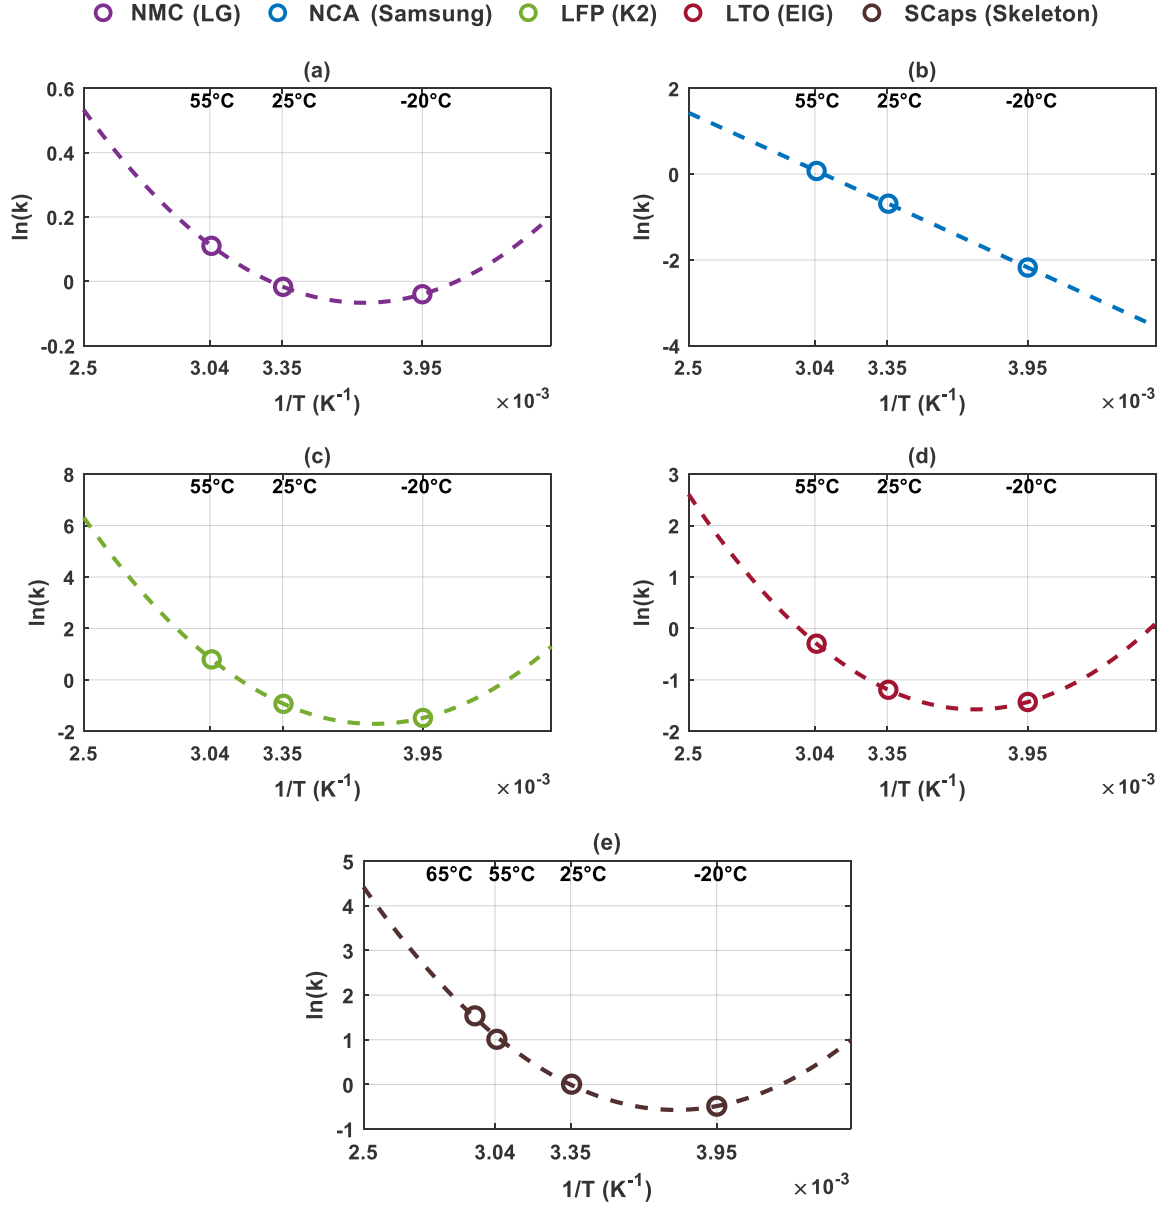 NMC (LG) NCA (Samsung) LFP (K2) LTO (EIG) SCaps (Skeleton)
(a)
55°C 25°C -20°C
0.6
0.4
0.2
0
-0.2
ln(k)
2.5 3.04 3.35 3.95
1/T (K⁻¹) ×10⁻³
(b)
55°C 25°C -20°C
2
0
-2
-4
ln(k)
2.5 3.04 3.35 3.95
1/T (K⁻¹) ×10⁻³
(c)
55°C 25°C -20°C
8
6
4
2
0
-2
ln(k)
2.5 3.04 3.35 3.95
1/T (K⁻¹) ×10⁻³
(d)
55°C 25°C -20°C
3
2
1
0
-1
-2
ln(k)
2.5 3.04 3.35 3.95
1/T (K⁻¹) ×10⁻³
(e)
65°C 55°C 25°C -20°C
5
4
3
2
1
0
-1
ln(k)
2.5 3.04 3.35 3.95
1/T (K⁻¹) ×10⁻³